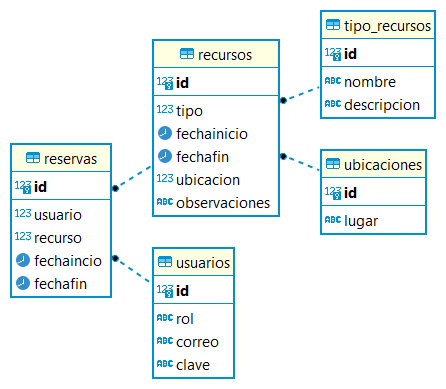 tipo_recursos
123 id
ABC nombre
ABC descripcion
recursos
123 id
123 tipo
fechainicio
fechafin
123 ubicacion
ABC observaciones
ubicaciones
123 id
ABC lugar
reservas
123 id
123 usuario
123 recurso
fechaincio
fechafin
usuarios
123 id
ABC rol
ABC correo
ABC clave